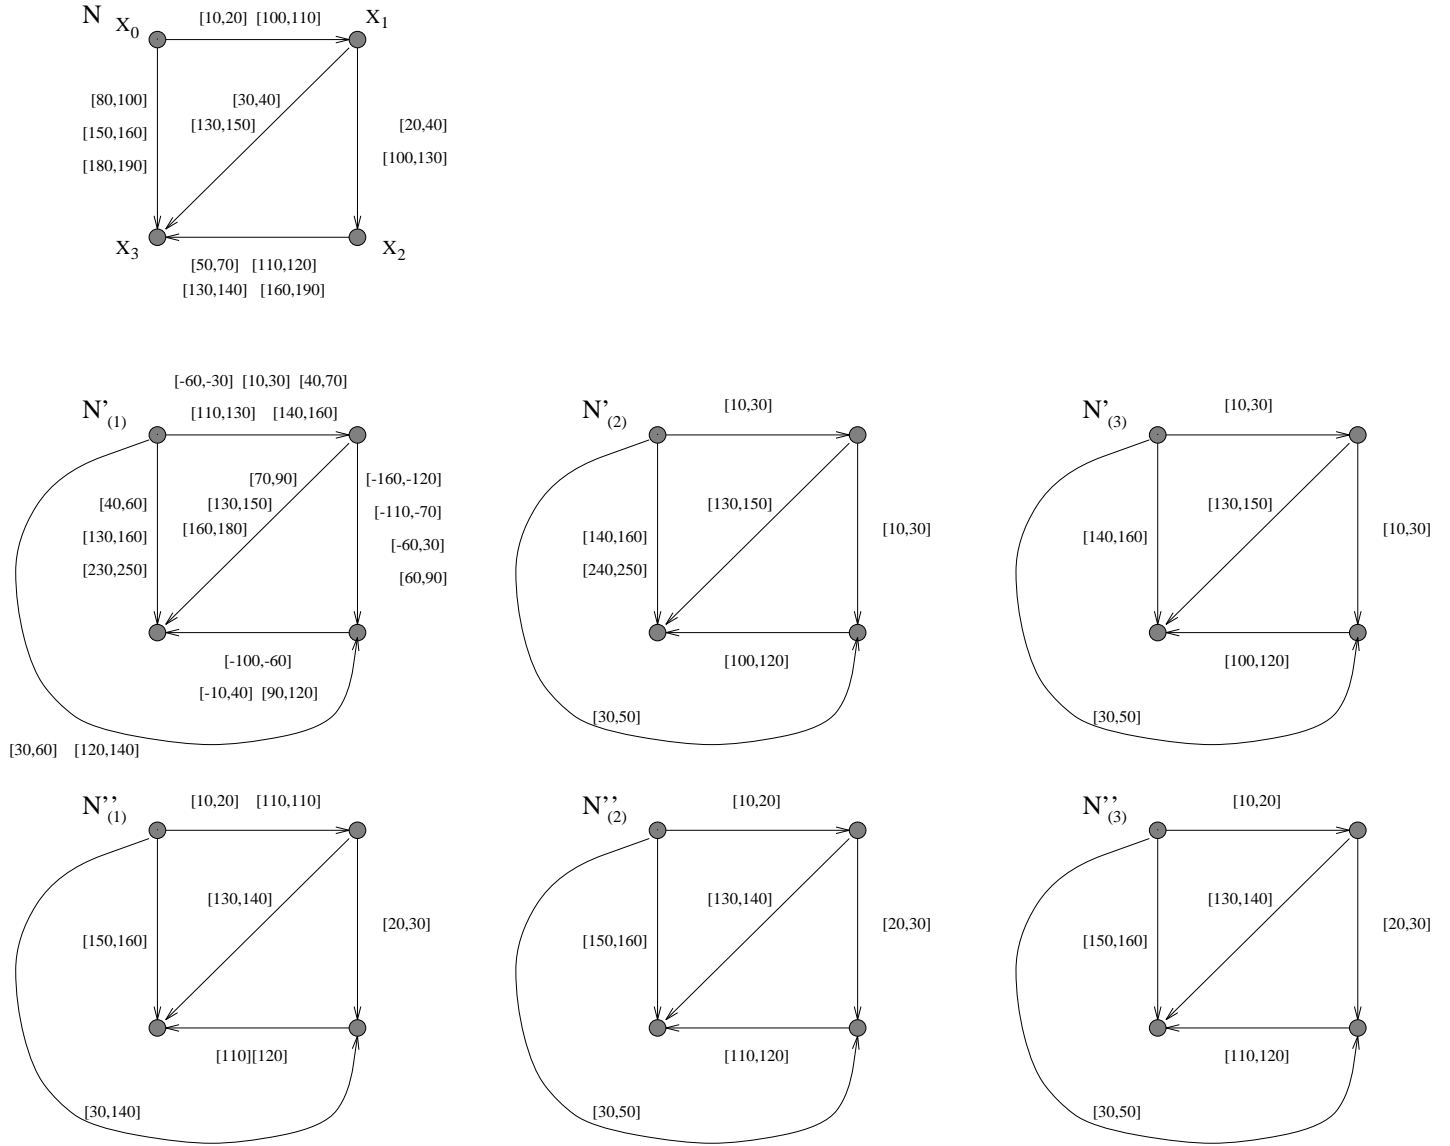 N X0 [10,20] [100,110] X1
[80,100] [30,40]
[150,160] [130,150] [20,40]
[180,190] [100,130]
X3 X2
[50,70] [110,120]
[130,140] [160,190]
[-60,-30] [10,30] [40,70]
N'(1) [110,130] [140,160]
[70,90] [-160,-120]
[40,60] [130,150] [-110,-70]
[130,160] [160,180] [-60,30]
[230,250] [60,90]
[-100,-60]
[-10,40] [90,120]
[30,60] [120,140]
N'(2) [10,30]
[130,150]
[140,160] [10,30]
[240,250]
[100,120]
[30,50]
N'(3) [10,30]
[130,150]
[140,160] [10,30]
[100,120]
[30,50]
N''(1) [10,20] [110,110]
[130,140]
[150,160] [20,30]
[110][120]
[30,140]
N''(2) [10,20]
[130,140]
[150,160] [20,30]
[110,120]
[30,50]
N''(3) [10,20]
[130,140]
[150,160] [20,30]
[110,120]
[30,50]